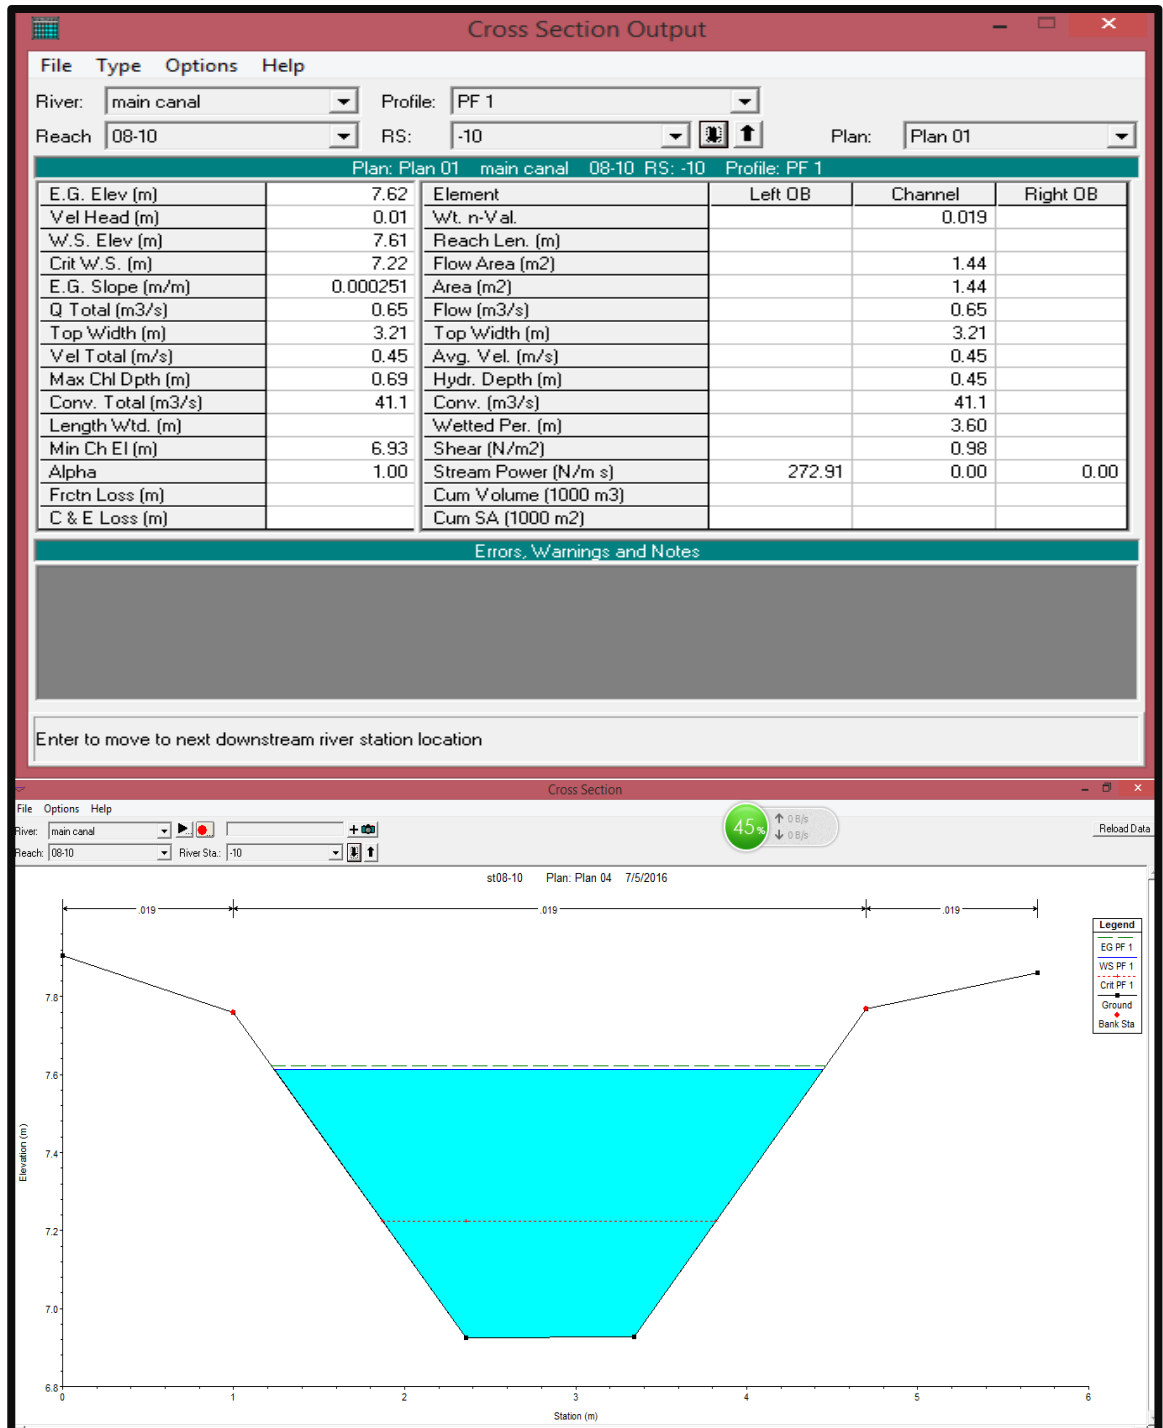 Cross Section Output
File Type Options Help
River: main canal Profile: PF 1
Reach 08-10 RS: -10 Plan: Plan 01
Plan: Plan 01 main canal 08-10 RS: -10 Profile: PF 1
E.G. Elev (m) 7.62 Element Left OB Channel Right OB
Vel Head (m) 0.01 Wt. n-Val. 0.019
W.S. Elev (m) 7.61 Reach Len. (m)
Crit W.S. (m) 7.22 Flow Area (m2) 1.44
E.G. Slope (m/m) 0.000251 Area (m2) 1.44
Q Total (m3/s) 0.65 Flow (m3/s) 0.65
Top Width (m) 3.21 Top Width (m) 3.21
Vel Total (m/s) 0.45 Avg. Vel. (m/s) 0.45
Max Chl Dpth (m) 0.69 Hydr. Depth (m) 0.45
Conv. Total (m3/s) 41.1 Conv. (m3/s) 41.1
Length Wtd. (m) Wetted Per. (m) 3.60
Min Ch El (m) 6.93 Shear (N/m2) 0.98
Alpha 1.00 Stream Power (N/m s) 272.91 0.00 0.00
Frctn Loss (m) Cum Volume (1000 m3)
C & E Loss (m) Cum SA (1000 m2)
Errors, Warnings and Notes
Enter to move to next downstream river station location
Cross Section
File Options Help
River: main canal
45% 0 B/s
0 B/s
Reload Data
Reach: 08-10 River Sta.: -10
st08-10 Plan: Plan 04 7/5/2016
.019 .019 .019
Legend
EG PF 1
WS PF 1
Crit PF 1
Ground
Bank Sta
7.8
7.6
7.4
7.2
7.0
6.8
Elevation (m)
0 1 2 3 4 5 6
Station (m)